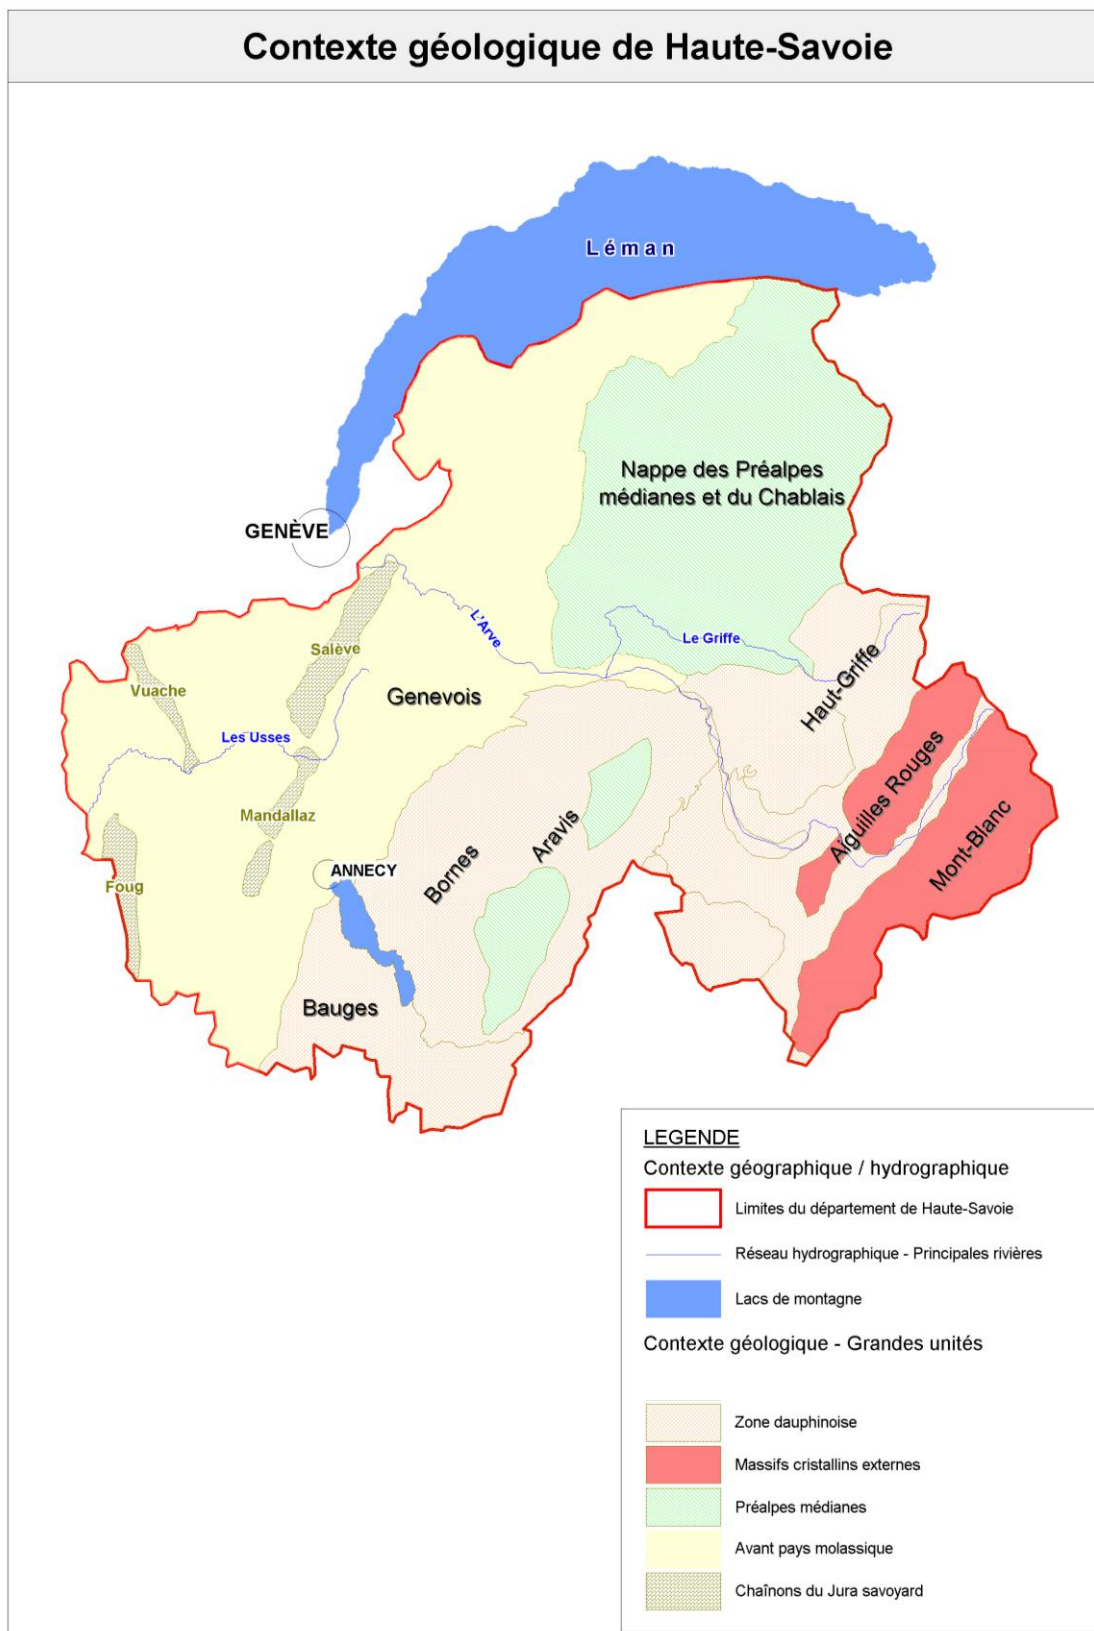 Contexte géologique de Haute-Savoie
Léman
Nappe des Préalpes
médianes et du Chablais
GENÈVE
L'Arve
Le Griffe
Salève
Haut-Griffe
Vuache
Genevois
Les Usses
Aiguilles Rouges
Mandallaz
Aravis
Mont-Blanc
Bornes
ANNECY
Foug
Bauges
LEGENDE
Contexte géographique / hydrographique
Limites du département de Haute-Savoie
Réseau hydrographique - Principales rivières
Lacs de montagne
Contexte géologique - Grandes unités
Zone dauphinoise
Massifs cristallins externes
Préalpes médianes
Avant pays molassique
Chaînons du Jura savoyard